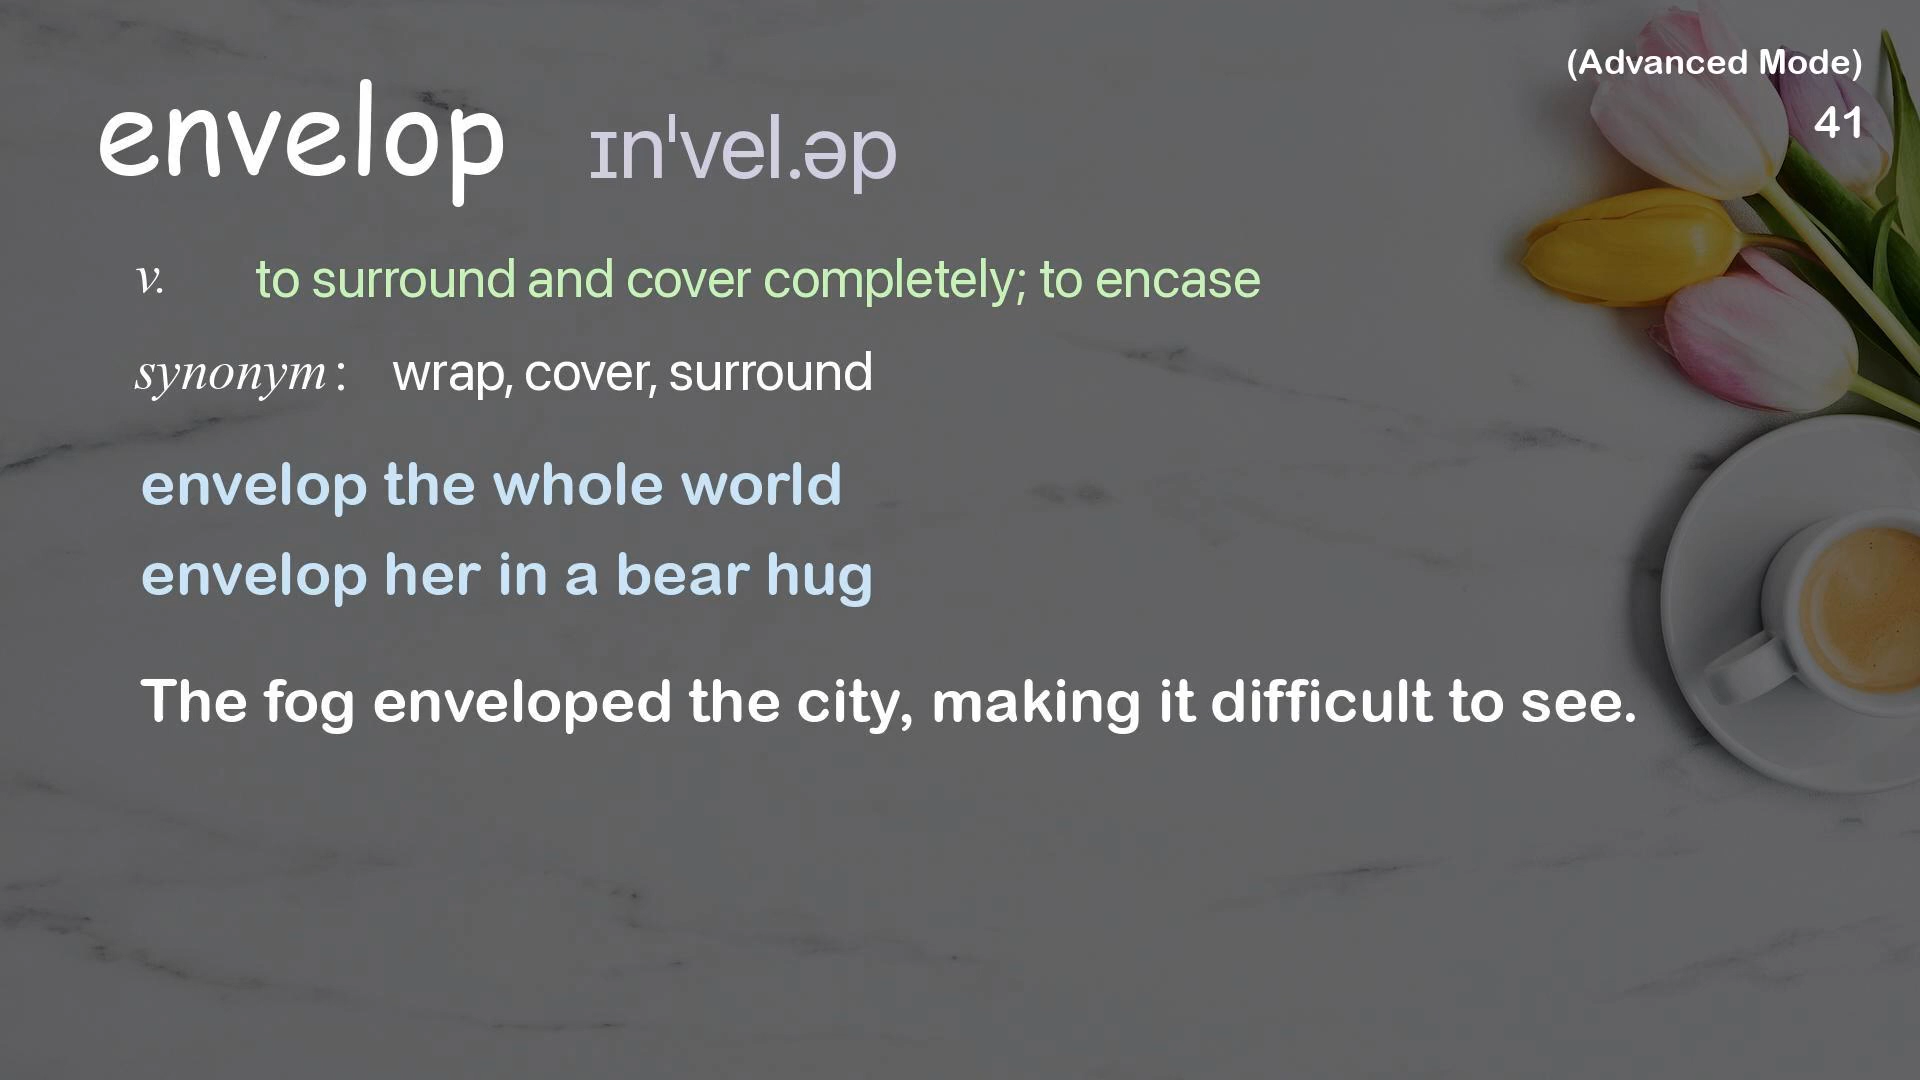 (Advanced Mode)
41
envelop ɪnˈvel.əp
v. to surround and cover completely; to encase
synonym: wrap, cover, surround
envelop the whole world
envelop her in a bear hug
The fog enveloped the city, making it difficult to see.